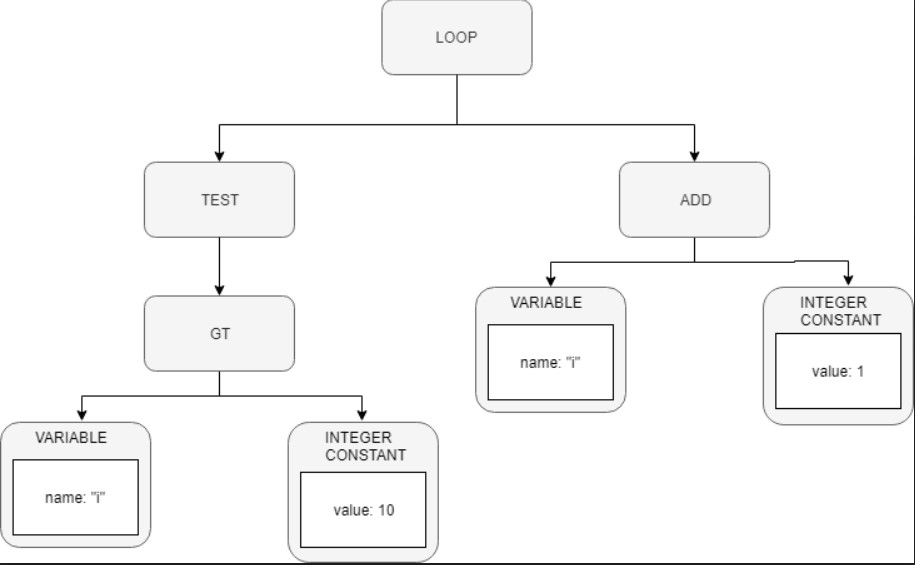 LOOP
TEST
ADD
GT
VARIABLE
name: "i"
INTEGER
CONSTANT
value: 1
VARIABLE
name: "i"
INTEGER
CONSTANT
value: 10